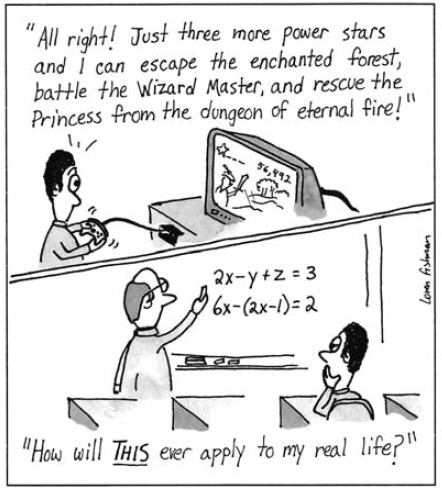 "All right! Just three more power stars
and I can escape the enchanted forest,
battle the Wizard Master, and rescue the
Princess from the dungeon of eternal fire!"
56,492
2x-y+z=3
6x-(2x-1)=2
Loren Fishman
"How will THIS ever apply to my real life?"